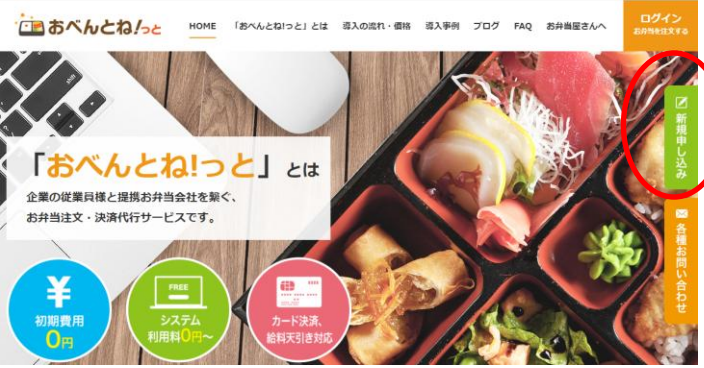 おべんとね!っと
HOME
「おべんとね!っと」とは
導入の流れ・価格
導入事例
ブログ
FAQ
お弁当屋さんへ
ログイン
お弁当を注文する
新規申し込み
「おべんとね!っと」とは
企業の従業員様と提携お弁当会社を繋ぐ、
お弁当注文・決済代行サービスです。
各種お問い合わせ
¥
初期費用
0円
FREE
システム
利用料0円~
カード決済、
給料天引き対応